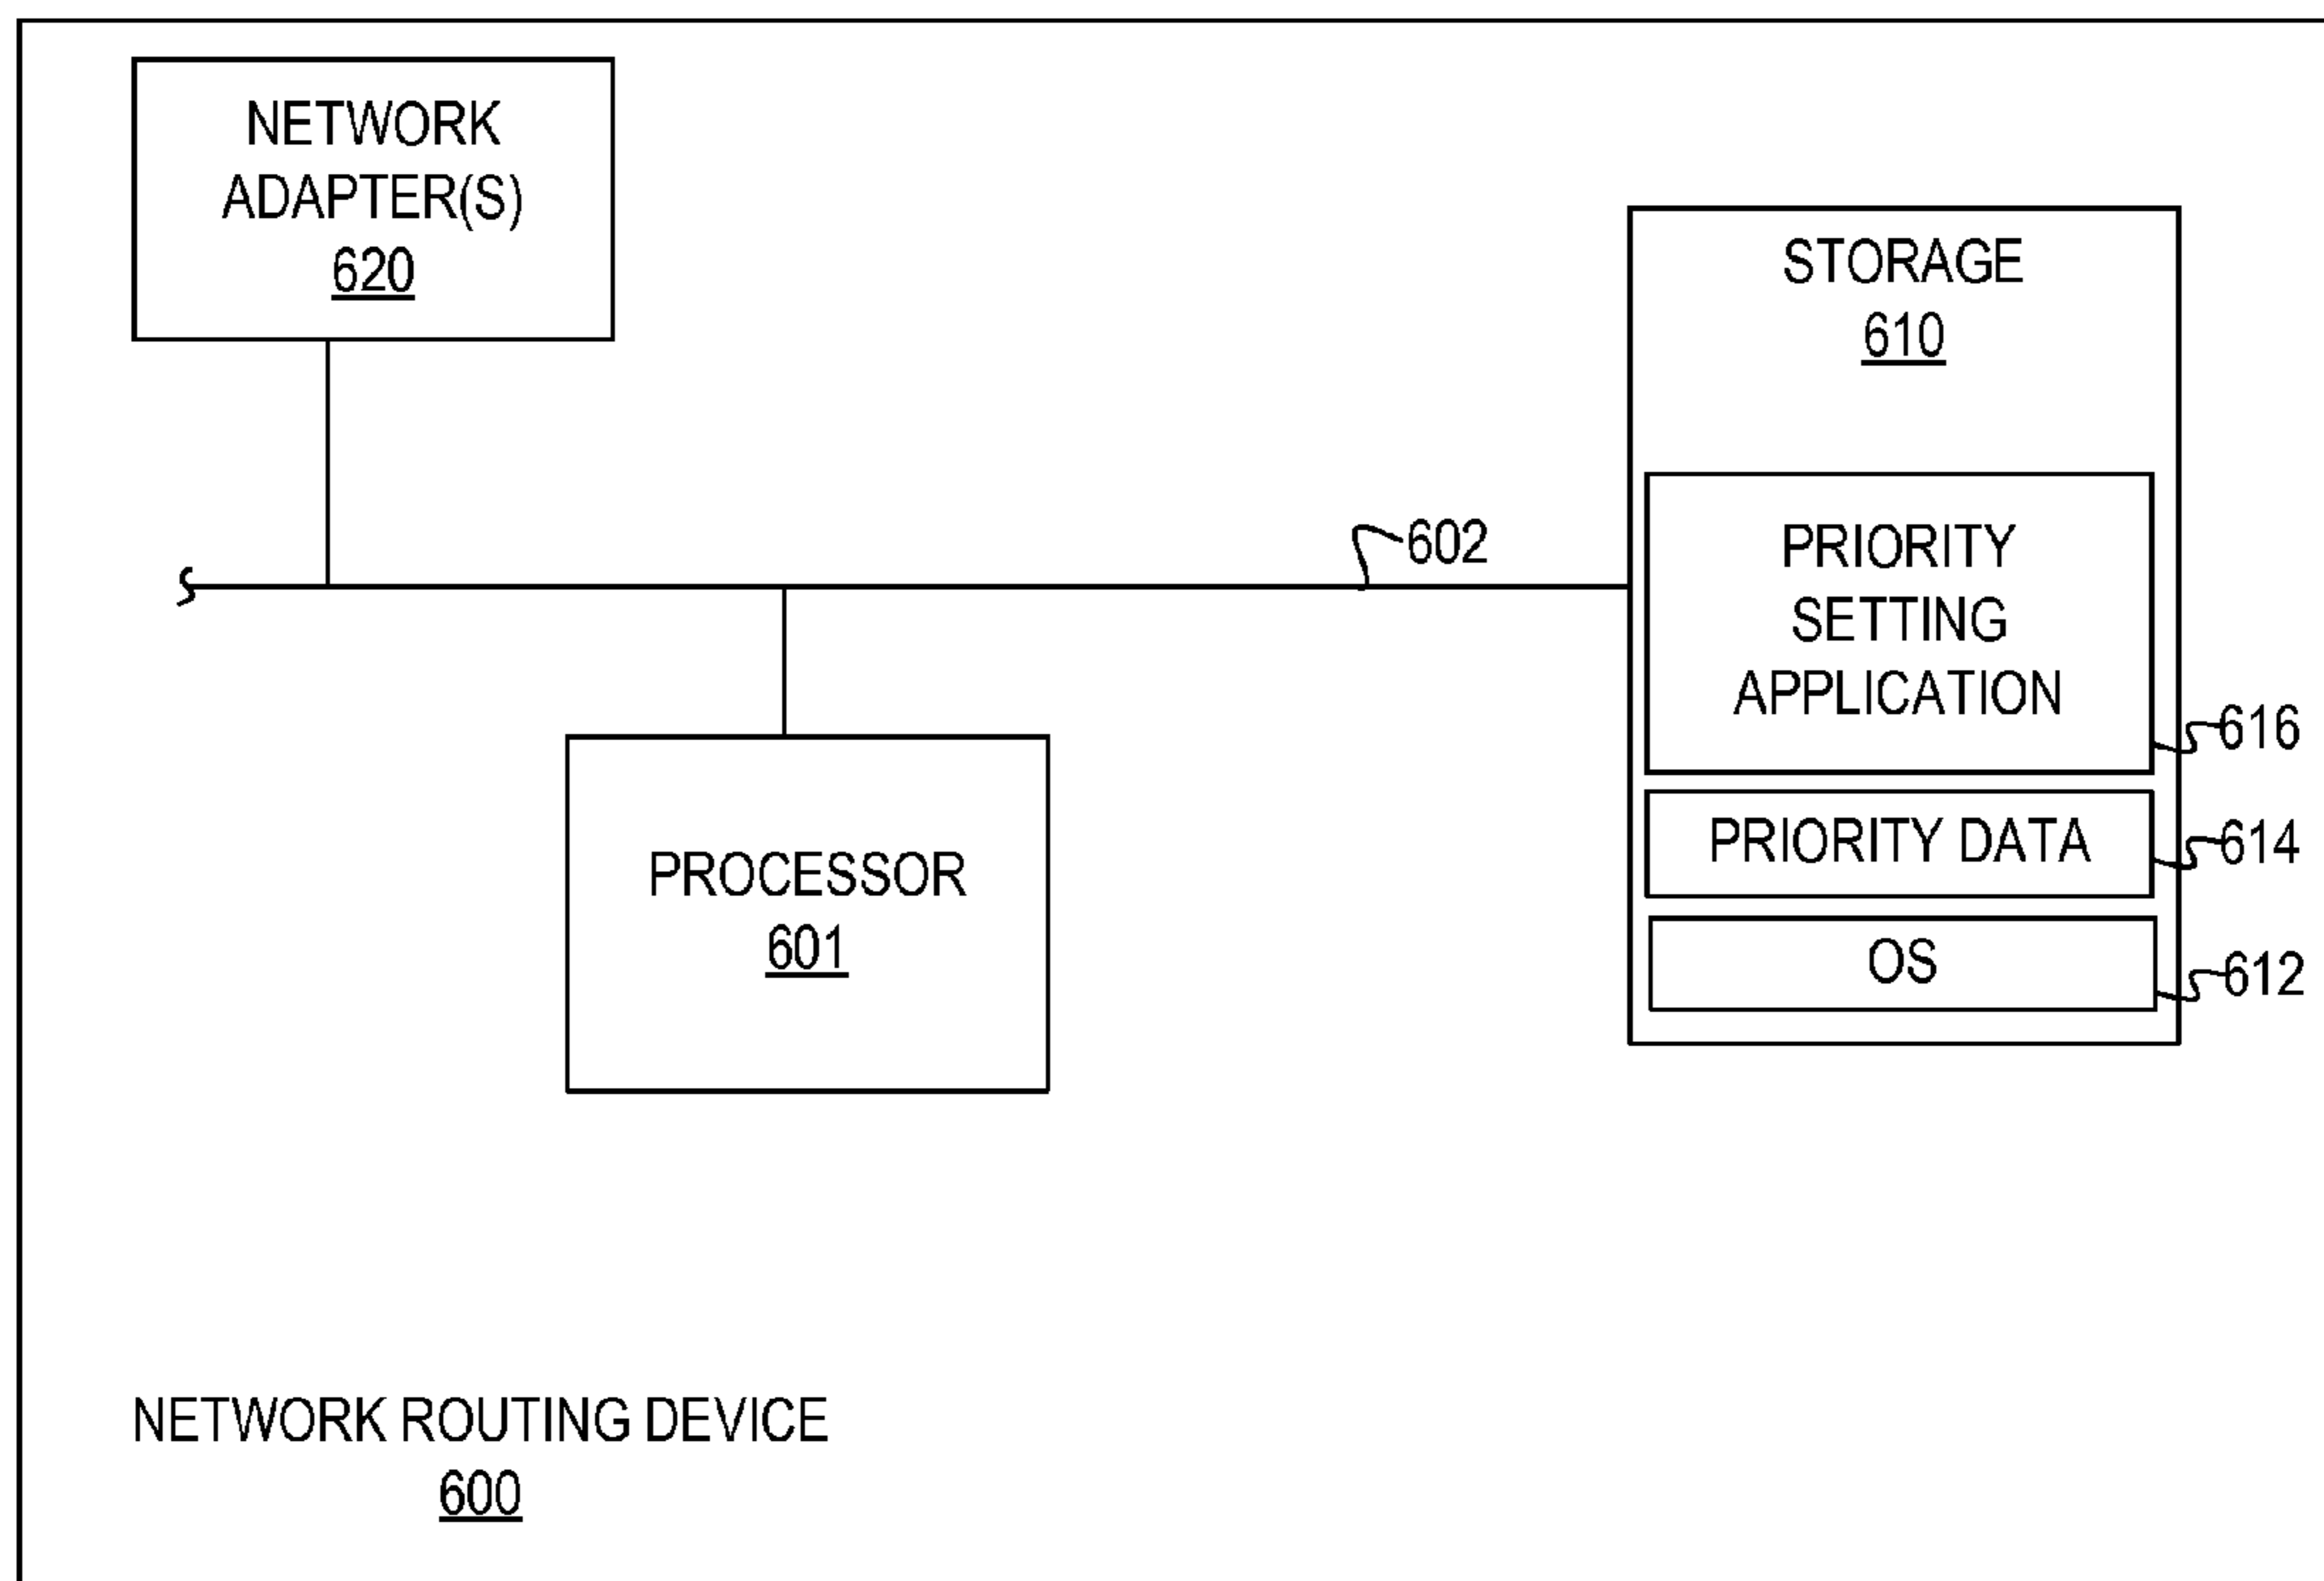 NETWORK
ADAPTER(S)
620
STORAGE
610
602
PRIORITY
SETTING
APPLICATION
616
PRIORITY DATA
614
OS
612
PROCESSOR
601
NETWORK ROUTING DEVICE
600